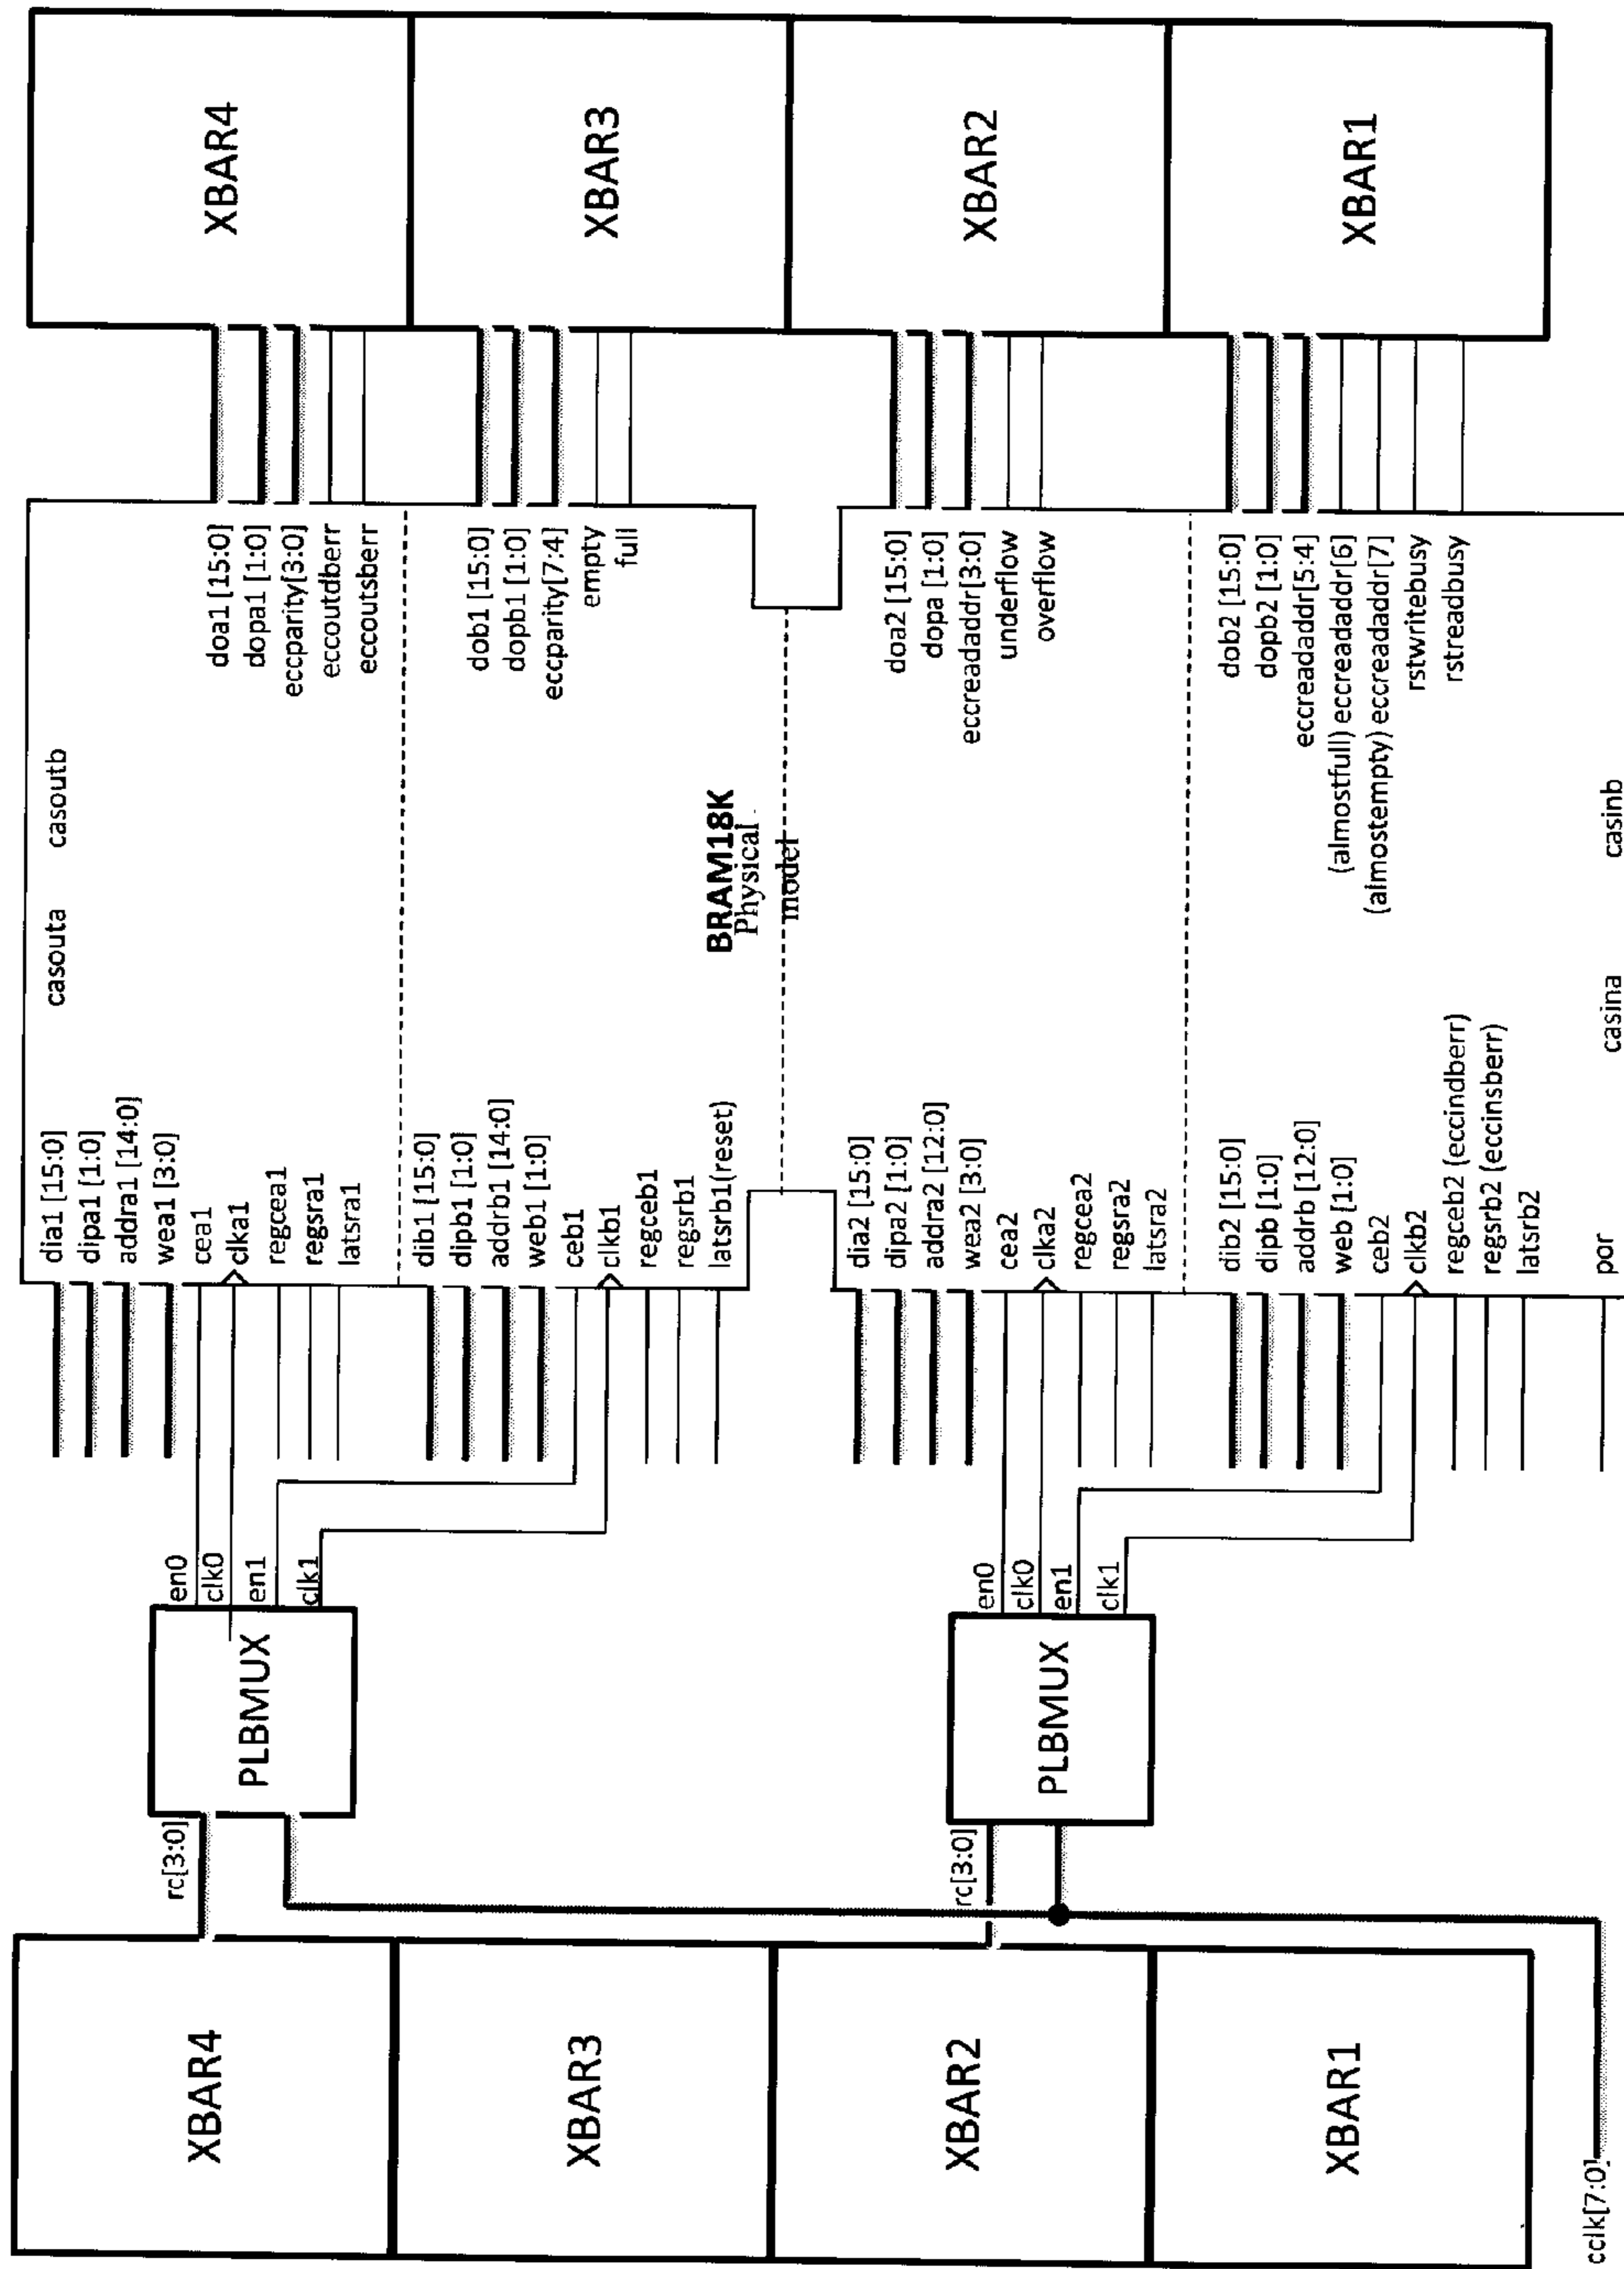 XBAR4
XBAR3
XBAR2
XBAR1
cclk[7:0]
rc[3:0]
PLBMUX
en0
clk0
en1
clk1
rc[3:0]
PLBMUX
en0
clk0
en1
clk1
dia1 [15:0]
dipa1 [1:0]
addra1 [14:0]
wea1 [3:0]
cea1
clka1
regcea1
regsra1
latsra1
dib1 [15:0]
dipb1 [1:0]
addrb1 [14:0]
web1 [1:0]
ceb1
clkb1
regceb1
regsrb1
latsrb1(reset)
dia2 [15:0]
dipa2 [1:0]
addra2 [12:0]
wea2 [3:0]
cea2
clka2
regcea2
regsra2
latsra2
dib2 [15:0]
dipb [1:0]
addrb [12:0]
web [1:0]
ceb2
clkb2
regceb2 (eccindberr)
regsrb2 (eccinsberr)
latsrb2
por
casouta casoutb
BRAM18K
Physical
model
casina casinb
doa1 [15:0]
dopa1 [1:0]
eccparity[3:0]
eccoutdberr
eccoutsberr
dob1 [15:0]
dopb1 [1:0]
eccparity[7:4]
empty
full
doa2 [15:0]
dopa [1:0]
eccreadaddr[3:0]
underflow
overflow
dob2 [15:0]
dopb2 [1:0]
eccreadaddr[5:4]
(almostfull) eccreadaddr[6]
(almostempty) eccreadaddr[7]
rstwritebusy
rstreadbusy
XBAR4
XBAR3
XBAR2
XBAR1